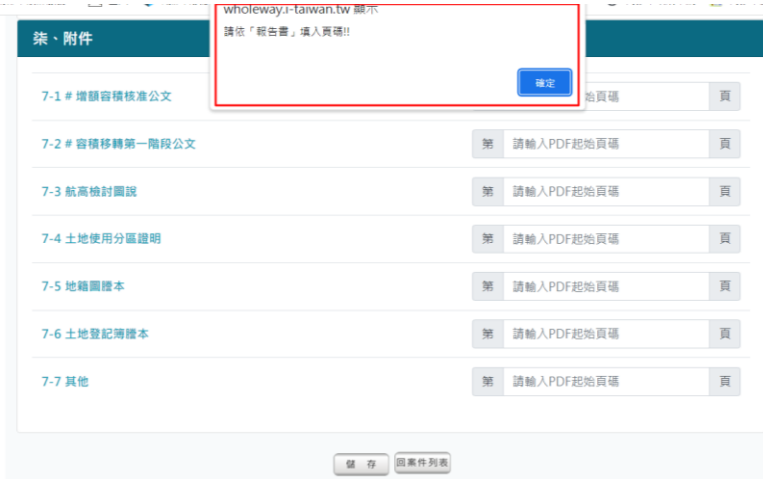 wholeway.i-taiwan.tw 顯示
請依「報告書」填入頁碼!!
確定
柒、附件
7-1 # 增額容積核准公文 起始頁碼 頁
7-2 # 容積移轉第一階段公文 第 請輸入PDF起始頁碼 頁
7-3 航高檢討圖說 第 請輸入PDF起始頁碼 頁
7-4 土地使用分區證明 第 請輸入PDF起始頁碼 頁
7-5 地籍圖謄本 第 請輸入PDF起始頁碼 頁
7-6 土地登記簿謄本 第 請輸入PDF起始頁碼 頁
7-7 其他 第 請輸入PDF起始頁碼 頁
儲 存 回案件列表